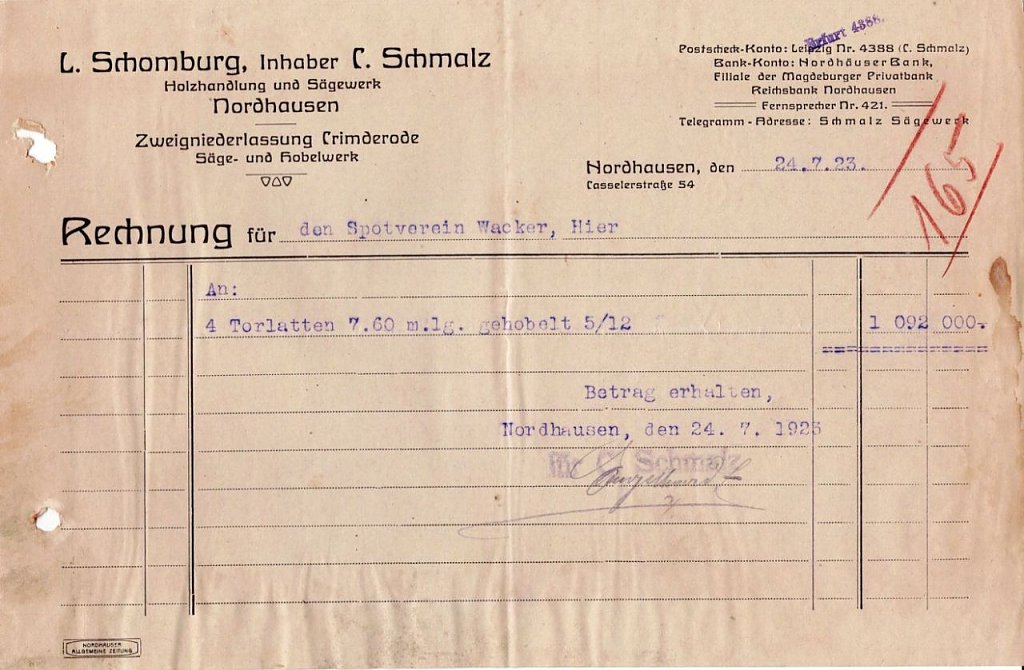 L. Schomburg, Inhaber C. Schmalz
Holzhandlung und Sägewerk
Nordhausen
Zweigniederlassung Crimderode
Säge- und Hobelwerk
Erfurt 4388.
Postscheck-Konto: Leipzig Nr. 4388 (C. Schmalz)
Bank-Konto: Nordhäuser Bank,
Filiale der Magdeburger Privatbank
Reichsbank Nordhausen
Fernsprecher Nr. 421.
Telegramm-Adresse: Schmalz Sägewerk
165
Nordhausen, den 24.7.23.
Casselerstraße 54
Rechnung für den Spotverein Wacker, Hier
An:
4 Torlatten 7.60 m.lg. gehobelt 5/12 1 092 000.-
Betrag erhalten,
Nordhausen, den 24. 7. 1923
für C. Schmalz
NORDHÄUSER
ALLGEMEINE ZEITUNG